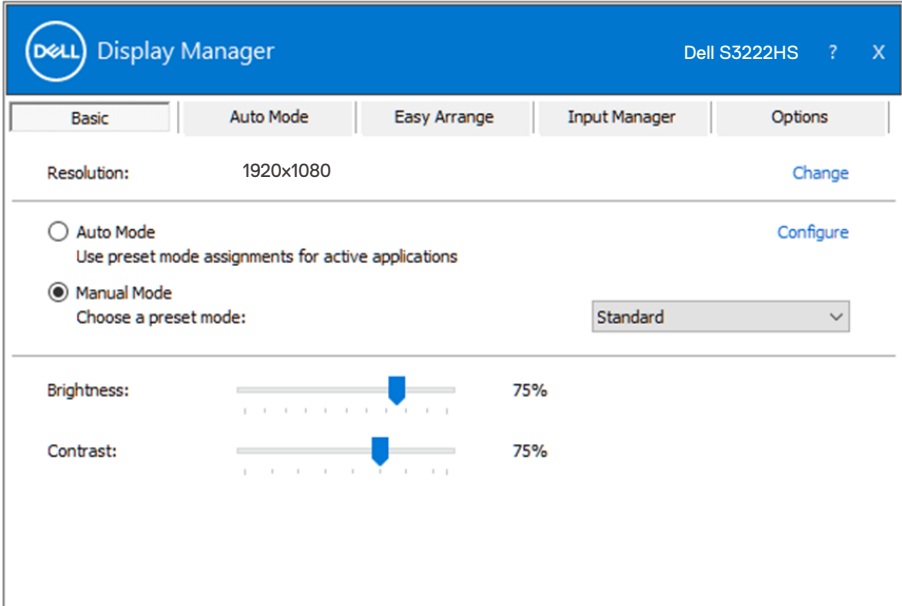 DELL Display Manager Dell S3222HS ? X
Basic Auto Mode Easy Arrange Input Manager Options
Resolution: 1920x1080 Change
Auto Mode Configure
Use preset mode assignments for active applications
Manual Mode
Choose a preset mode: Standard
Brightness: 75%
Contrast: 75%